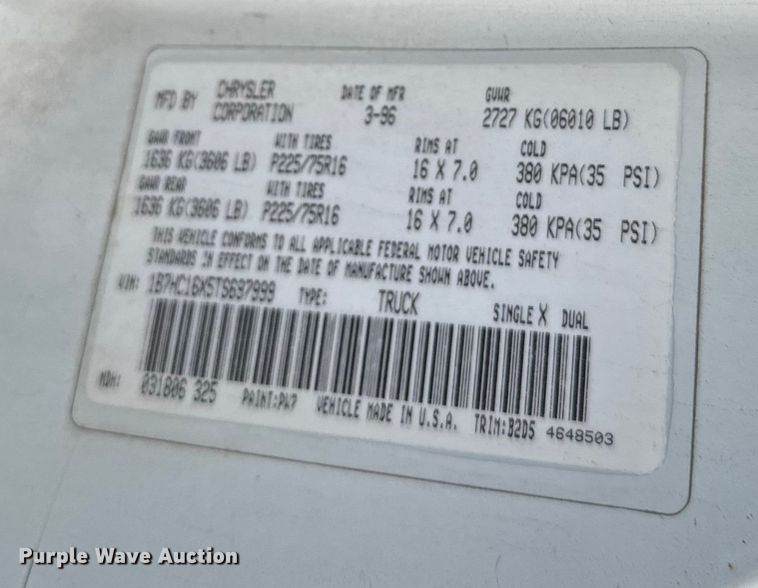 MFD BY CHRYSLER CORPORATION DATE OF MFR 3-96 GVWR 2727 KG(06010 LB)
GAWR FRONT WITH TIRES RIMS AT COLD
1636 KG(3606 LB) P225/75R16 16 X 7.0 380 KPA(35 PSI)
GAWR REAR WITH TIRES RIMS AT COLD
1636 KG(3606 LB) P225/75R16 16 X 7.0 380 KPA(35 PSI)
THIS VEHICLE CONFORMS TO ALL APPLICABLE FEDERAL MOTOR VEHICLE SAFETY
STANDARDS IN EFFECT ON THE DATE OF MANUFACTURE SHOWN ABOVE.
VIN: 1B7HC16X5TS697999 TYPE: TRUCK SINGLE X DUAL
MDH: 031806 325 PAINT:PW7 VEHICLE MADE IN U.S.A. TRIM:B2D5 4648503
Purple Wave Auction